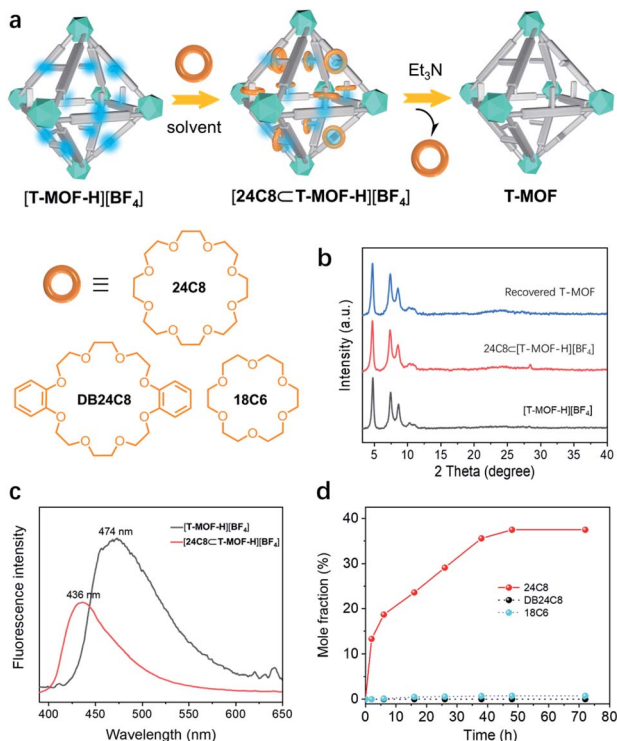 a
solvent
Et₃N
[T-MOF-H][BF₄]
[24C8⊂T-MOF-H][BF₄]
T-MOF
≡
24C8
DB24C8
18C6
O O O O O O O O
O O O O O O O O
O O O O O O
b
Intensity (a.u.)
Recovered T-MOF
24C8⊂[T-MOF-H][BF₄]
[T-MOF-H][BF₄]
5 10 15 20 25 30 35 40
2 Theta (degree)
c
Fluorescence intensity
474 nm
436 nm
[T-MOF-H][BF₄]
[24C8⊂T-MOF-H][BF₄]
400 450 500 550 600 650
Wavelength (nm)
d
Mole fraction (%)
40
30
20
10
0
24C8
DB24C8
18C6
0 10 20 30 40 50 60 70 80
Time (h)